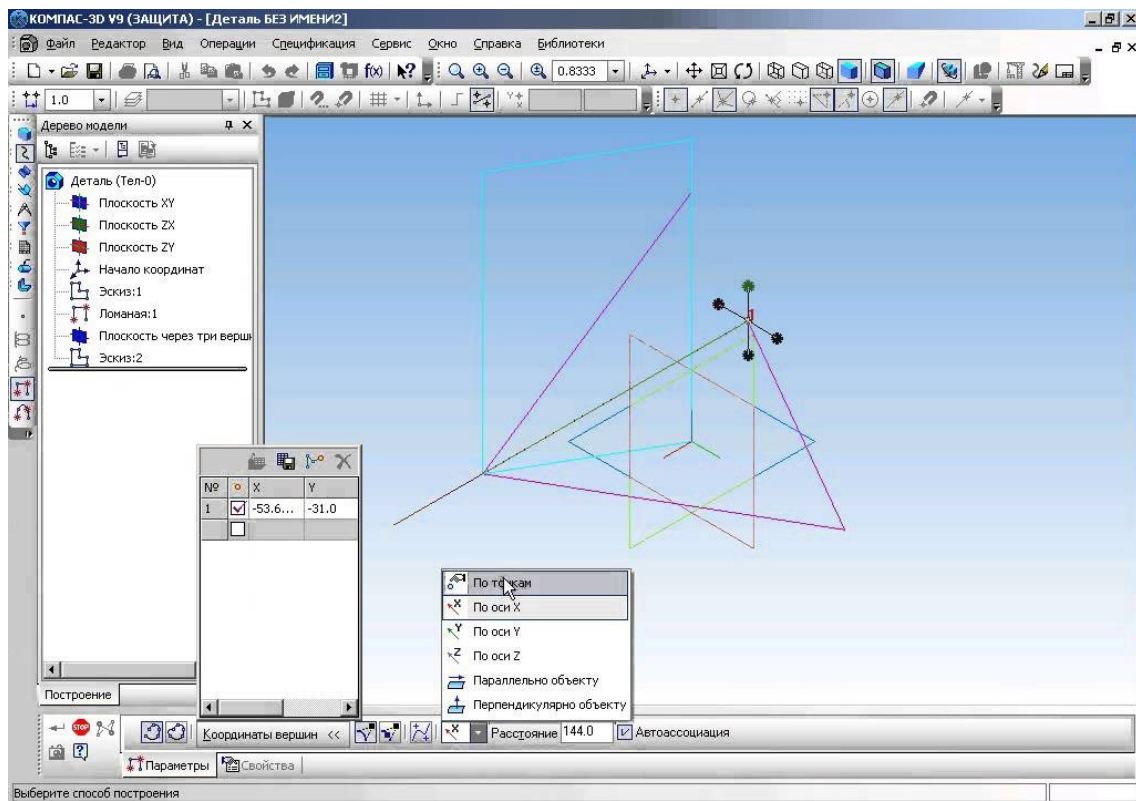 КОМПАС-3D V9 (ЗАЩИТА) - [Деталь БЕЗ ИМЕНИ2]
Файл Редактор Вид Операции Спецификация Сервис Окно Справка Библиотеки
0.8333
1.0
Дерево модели
Деталь (Тел-0)
Плоскость XY
Плоскость ZX
Плоскость ZY
Начало координат
Эскиз:1
Ломаная:1
Плоскость через три верши
Эскиз:2
1
№ X Y
1 -53.6... -31.0
По точкам
По оси X
По оси Y
По оси Z
Параллельно объекту
Перпендикулярно объекту
Построение
STOP Координаты вершин << Расстояние 144.0 Автоассоциация
Параметры Свойства
Выберите способ построения